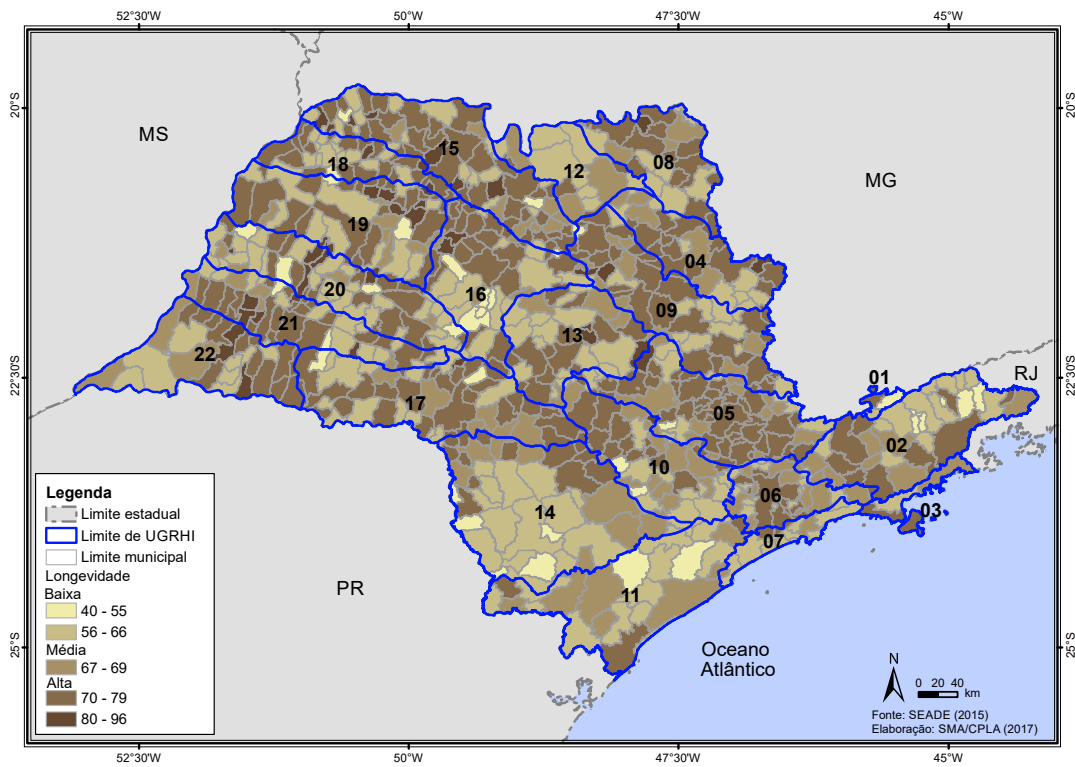 52°30'W 50°W 47°30'W 45°W
20°S 20°S
MS
MG
15
18
12
08
19
04
20
16
09
21
13
22
22°30'S 22°30'S
01
RJ
17
05
02
10
06
03
14
07
11
PR
Legenda
Limite estadual
Limite de UGRHI
Limite municipal
Longevidade
Baixa
40 - 55
56 - 66
Média
67 - 69
Alta
70 - 79
80 - 96
25°S 25°S
Oceano
Atlântico
N
0 20 40
km
Fonte: SEADE (2015)
Elaboração: SMA/CPLA (2017)
52°30'W 50°W 47°30'W 45°W